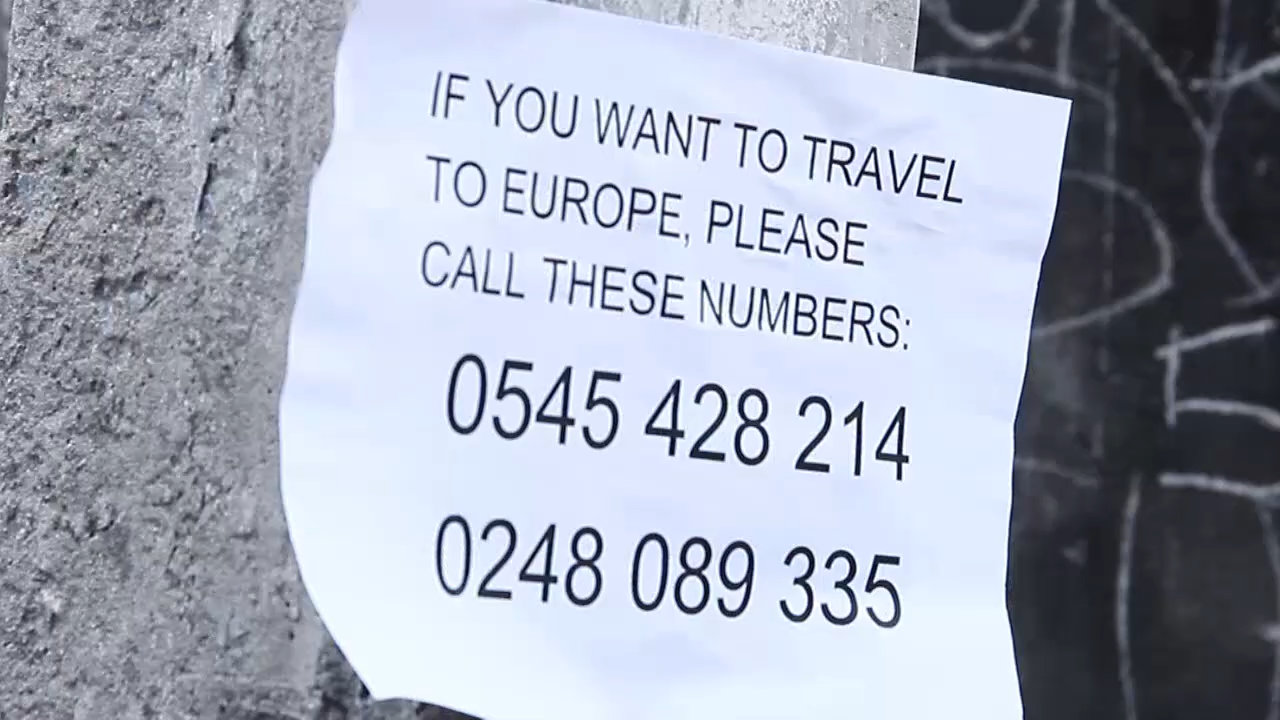 IF YOU WANT TO TRAVEL
TO EUROPE, PLEASE
CALL THESE NUMBERS:
0545 428 214
0248 089 335